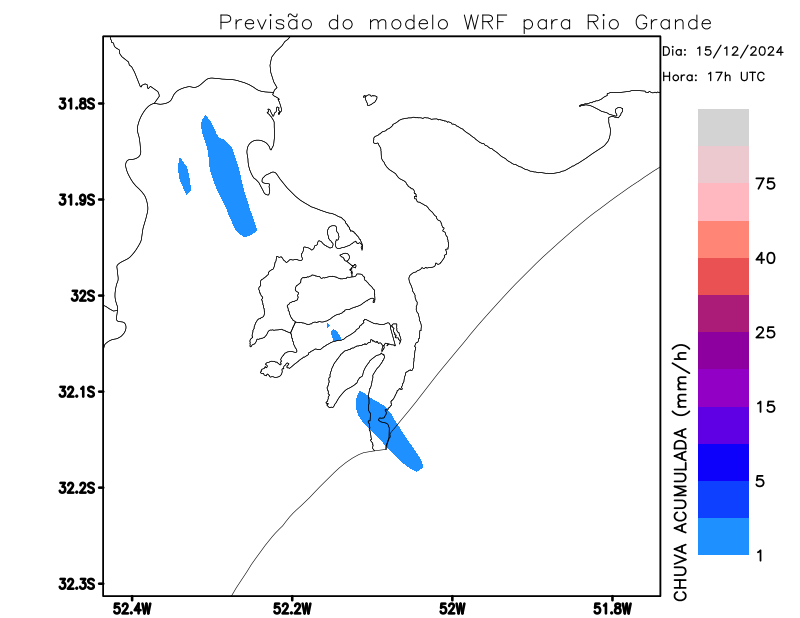 Previsão do modelo WRF para Rio Grande
Dia: 15/12/2024
Hora: 17h UTC
31.8S
31.9S
32S
32.1S
32.2S
32.3S
52.4W
52.2W
52W
51.8W
75
40
25
15
5
1
CHUVA ACUMULADA (mm/h)